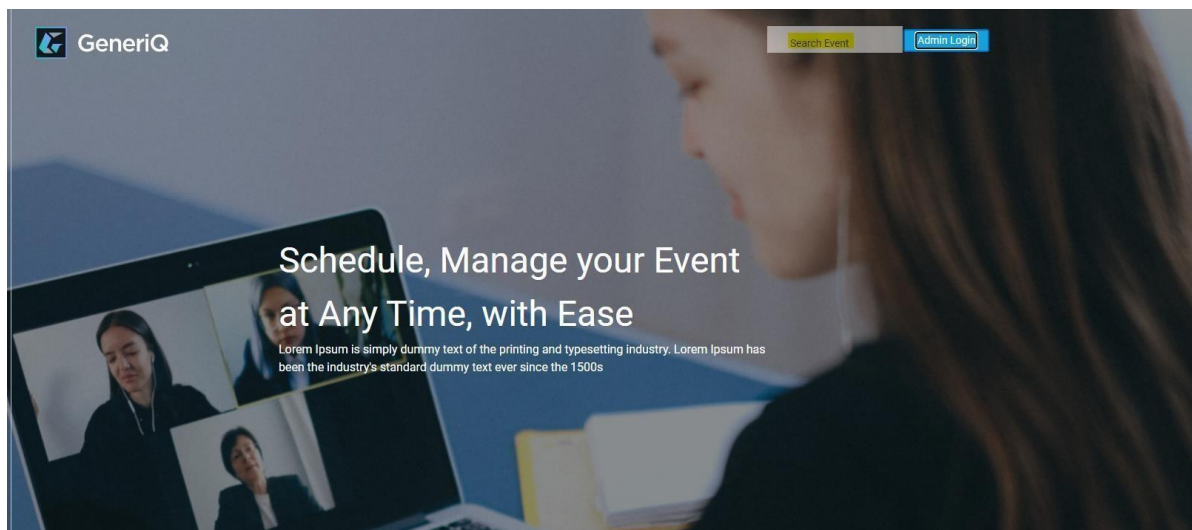 GeneriQ
Search Event
Admin Login
Schedule, Manage your Event
at Any Time, with Ease
Lorem Ipsum is simply dummy text of the printing and typesetting industry. Lorem Ipsum has
been the industry's standard dummy text ever since the 1500s